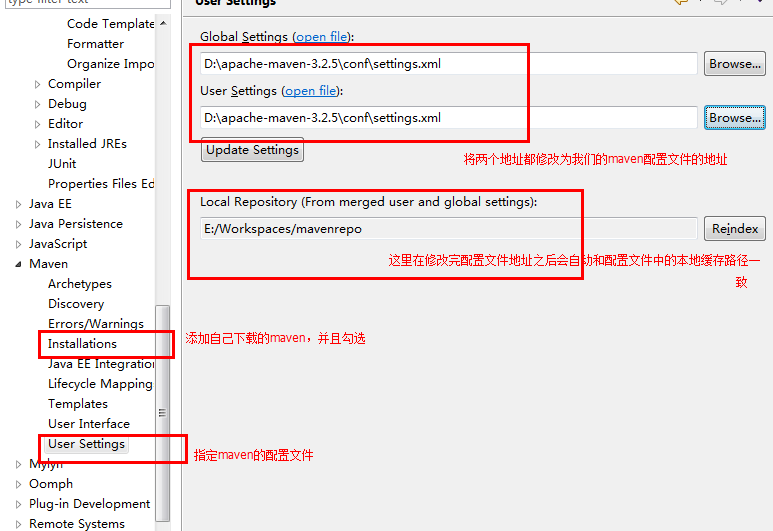 type filter text
User Settings
Code Template
Formatter
Organize Impo
Compiler
Debug
Editor
Installed JREs
JUnit
Properties Files Ed
Java EE
Java Persistence
JavaScript
Maven
Archetypes
Discovery
Errors/Warnings
Installations
Java EE Integration
Lifecycle Mapping
Templates
User Interface
User Settings
Mylyn
Oomph
Plug-in Development
Remote Systems
Global Settings (open file):
D:\apache-maven-3.2.5\conf\settings.xml
Browse...
User Settings (open file):
D:\apache-maven-3.2.5\conf\settings.xml
Browse...
Update Settings
将两个地址都修改为我们的maven配置文件的地址
Local Repository (From merged user and global settings):
E:/Workspaces/mavenrepo
Reindex
这里在修改完配置文件地址之后会自动和配置文件中的本地缓存路径一
致
添加自己下载的maven，并且勾选
指定maven的配置文件